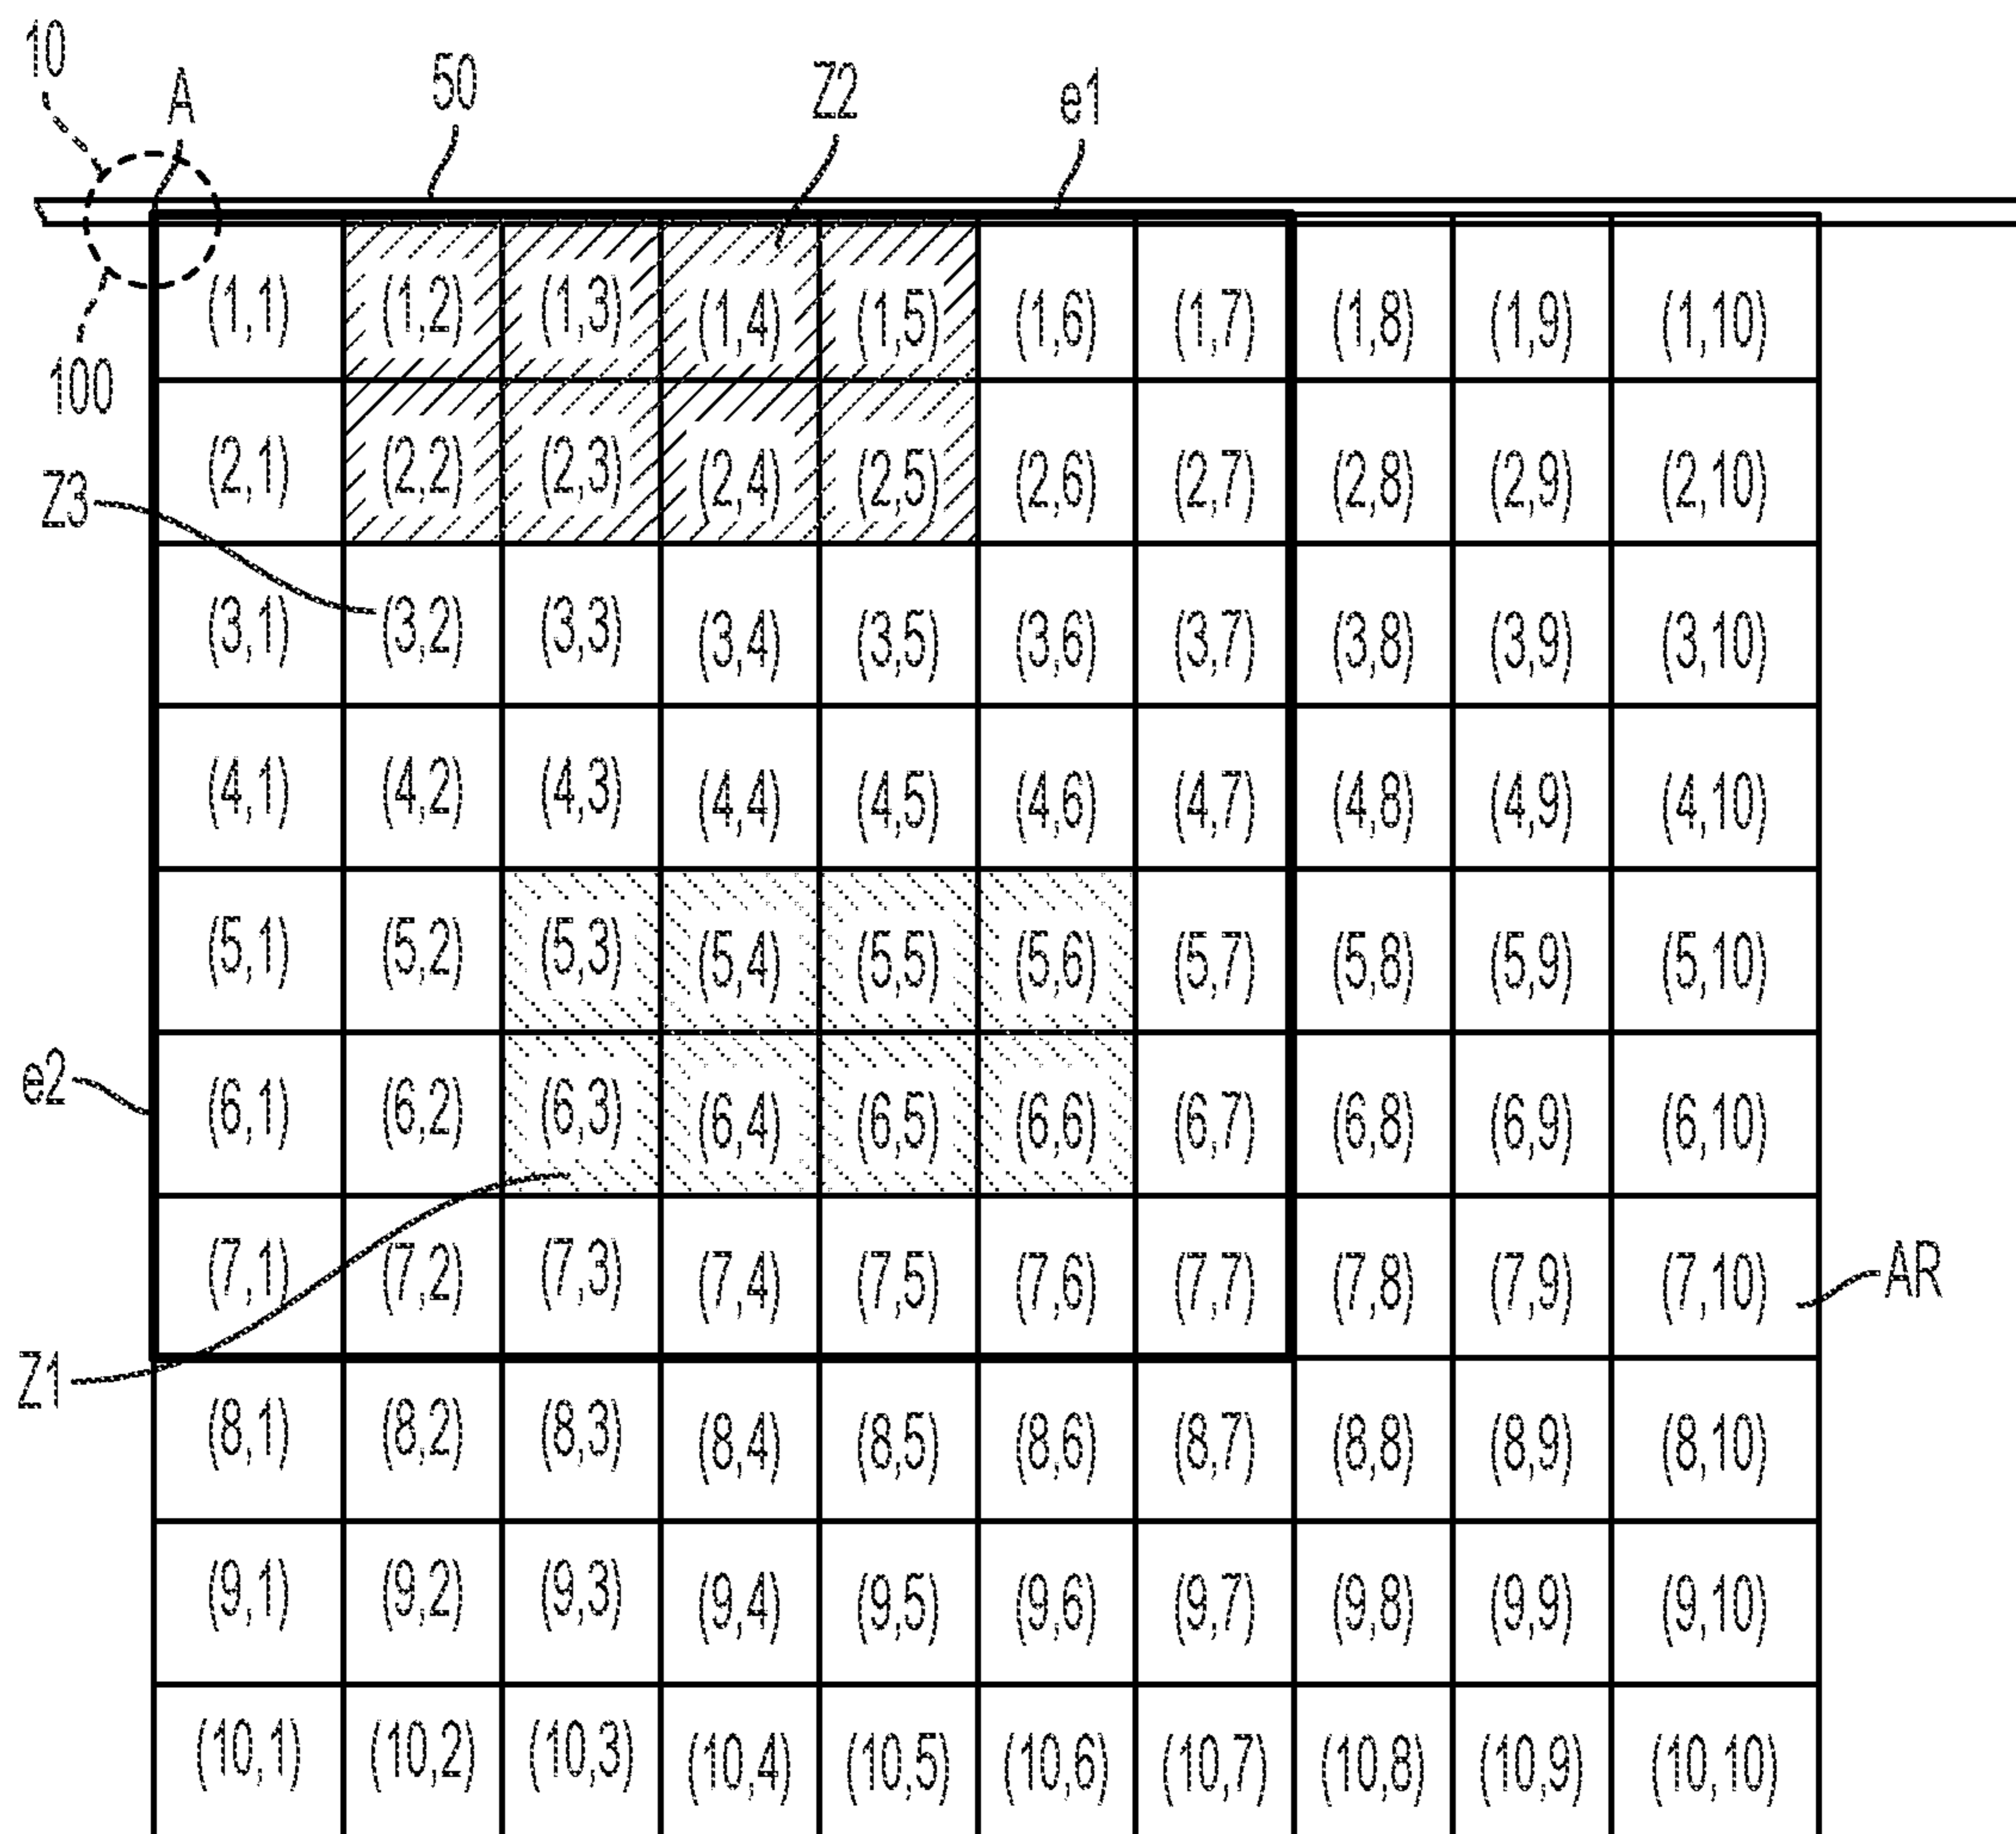 10
A
50
Z2
e1
100
(1,1) (1,2) (1,3) (1,4) (1,5) (1,6) (1,7) (1,8) (1,9) (1,10)
(2,1) (2,2) (2,3) (2,4) (2,5) (2,6) (2,7) (2,8) (2,9) (2,10)
Z3
(3,1) (3,2) (3,3) (3,4) (3,5) (3,6) (3,7) (3,8) (3,9) (3,10)
(4,1) (4,2) (4,3) (4,4) (4,5) (4,6) (4,7) (4,8) (4,9) (4,10)
(5,1) (5,2) (5,3) (5,4) (5,5) (5,6) (5,7) (5,8) (5,9) (5,10)
e2
(6,1) (6,2) (6,3) (6,4) (6,5) (6,6) (6,7) (6,8) (6,9) (6,10)
(7,1) (7,2) (7,3) (7,4) (7,5) (7,6) (7,7) (7,8) (7,9) (7,10)
AR
Z1
(8,1) (8,2) (8,3) (8,4) (8,5) (8,6) (8,7) (8,8) (8,9) (8,10)
(9,1) (9,2) (9,3) (9,4) (9,5) (9,6) (9,7) (9,8) (9,9) (9,10)
(10,1) (10,2) (10,3) (10,4) (10,5) (10,6) (10,7) (10,8) (10,9) (10,10)